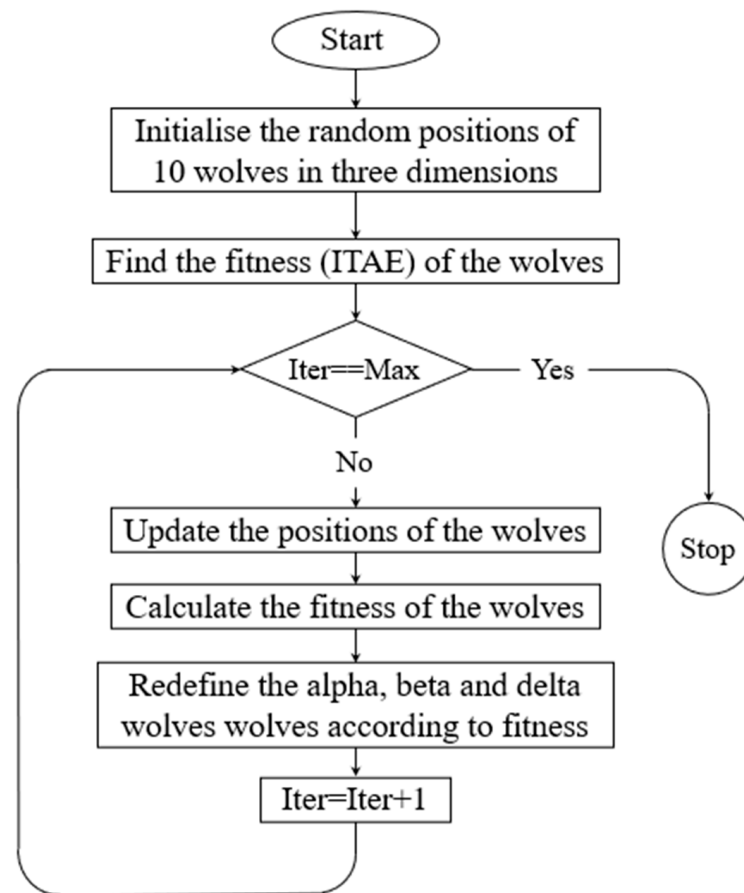 Start
Initialise the random positions of
10 wolves in three dimensions
Find the fitness (ITAE) of the wolves
Iter==Max
Yes
No
Update the positions of the wolves
Stop
Calculate the fitness of the wolves
Redefine the alpha, beta and delta
wolves wolves according to fitness
Iter=Iter+1